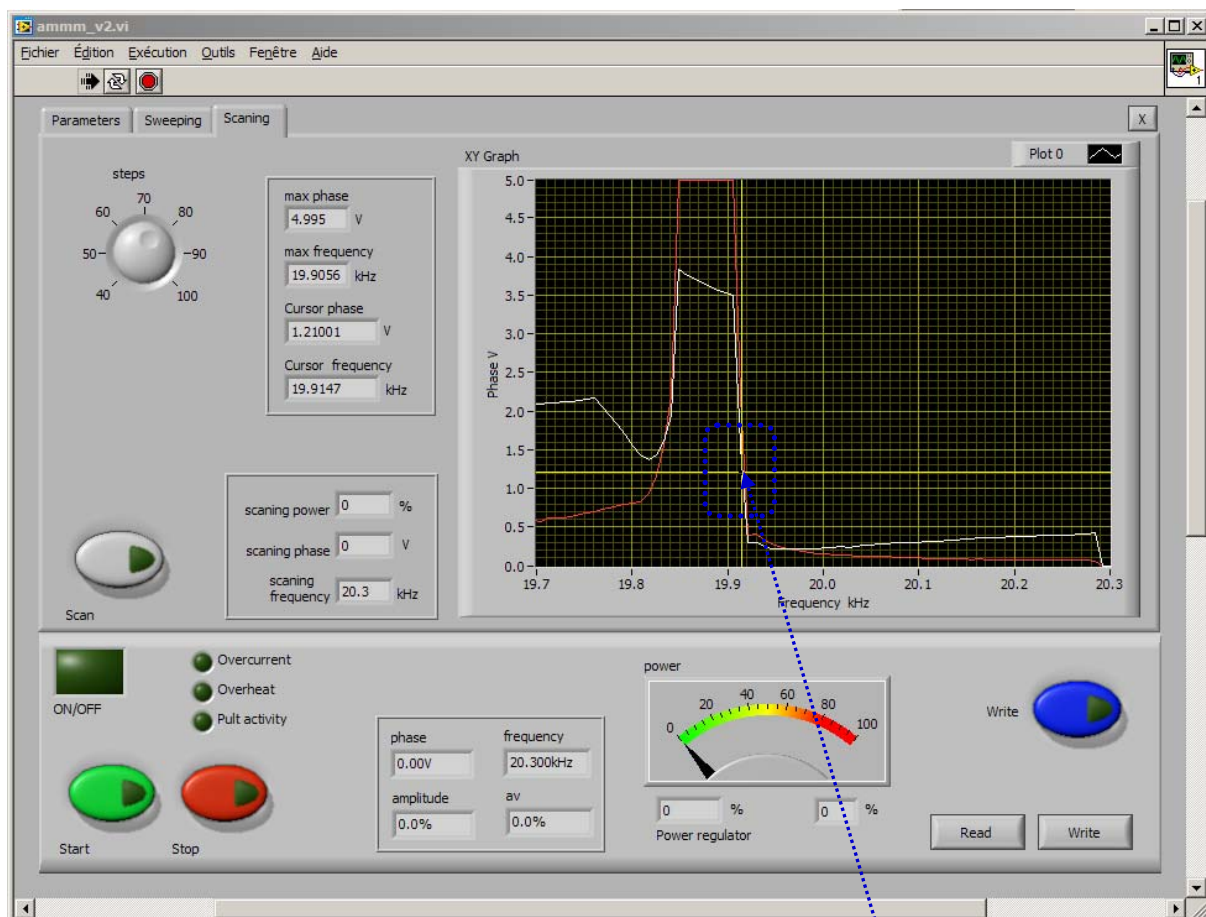 ammm_v2.vi
Fichier Édition Exécution Outils Fenêtre Aide
1
Parameters Sweeping Scaning X
steps
40 50 60 70 80 90 100
max phase
4.995 V
max frequency
19.9056 kHz
Cursor phase
1.21001 V
Cursor frequency
19.9147 kHz
XY Graph
Plot 0
Phase V
5.0
4.5
4.0
3.5
3.0
2.5
2.0
1.5
1.0
0.5
0.0
19.7 19.8 19.9 20.0 20.1 20.2 20.3
Frequency kHz
scaning power 0 %
scaning phase 0 V
scaning
frequency 20.3 kHz
Scan
ON/OFF
Overcurrent
Overheat
Pult activity
Start Stop
phase frequency
0.00V 20.300kHz
amplitude av
0.0% 0.0%
power
0 20 40 60 80 100
0 % 0 %
Power regulator
Write
Read Write